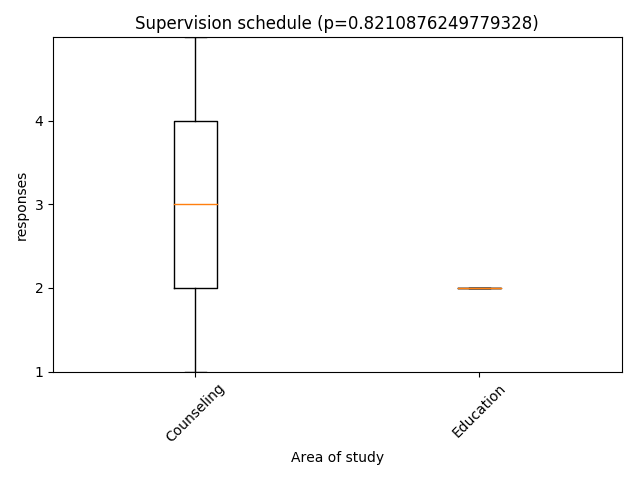 Supervision schedule (p=0.8210876249779328)
responses
4
3
2
1
Counseling
Education
Area of study